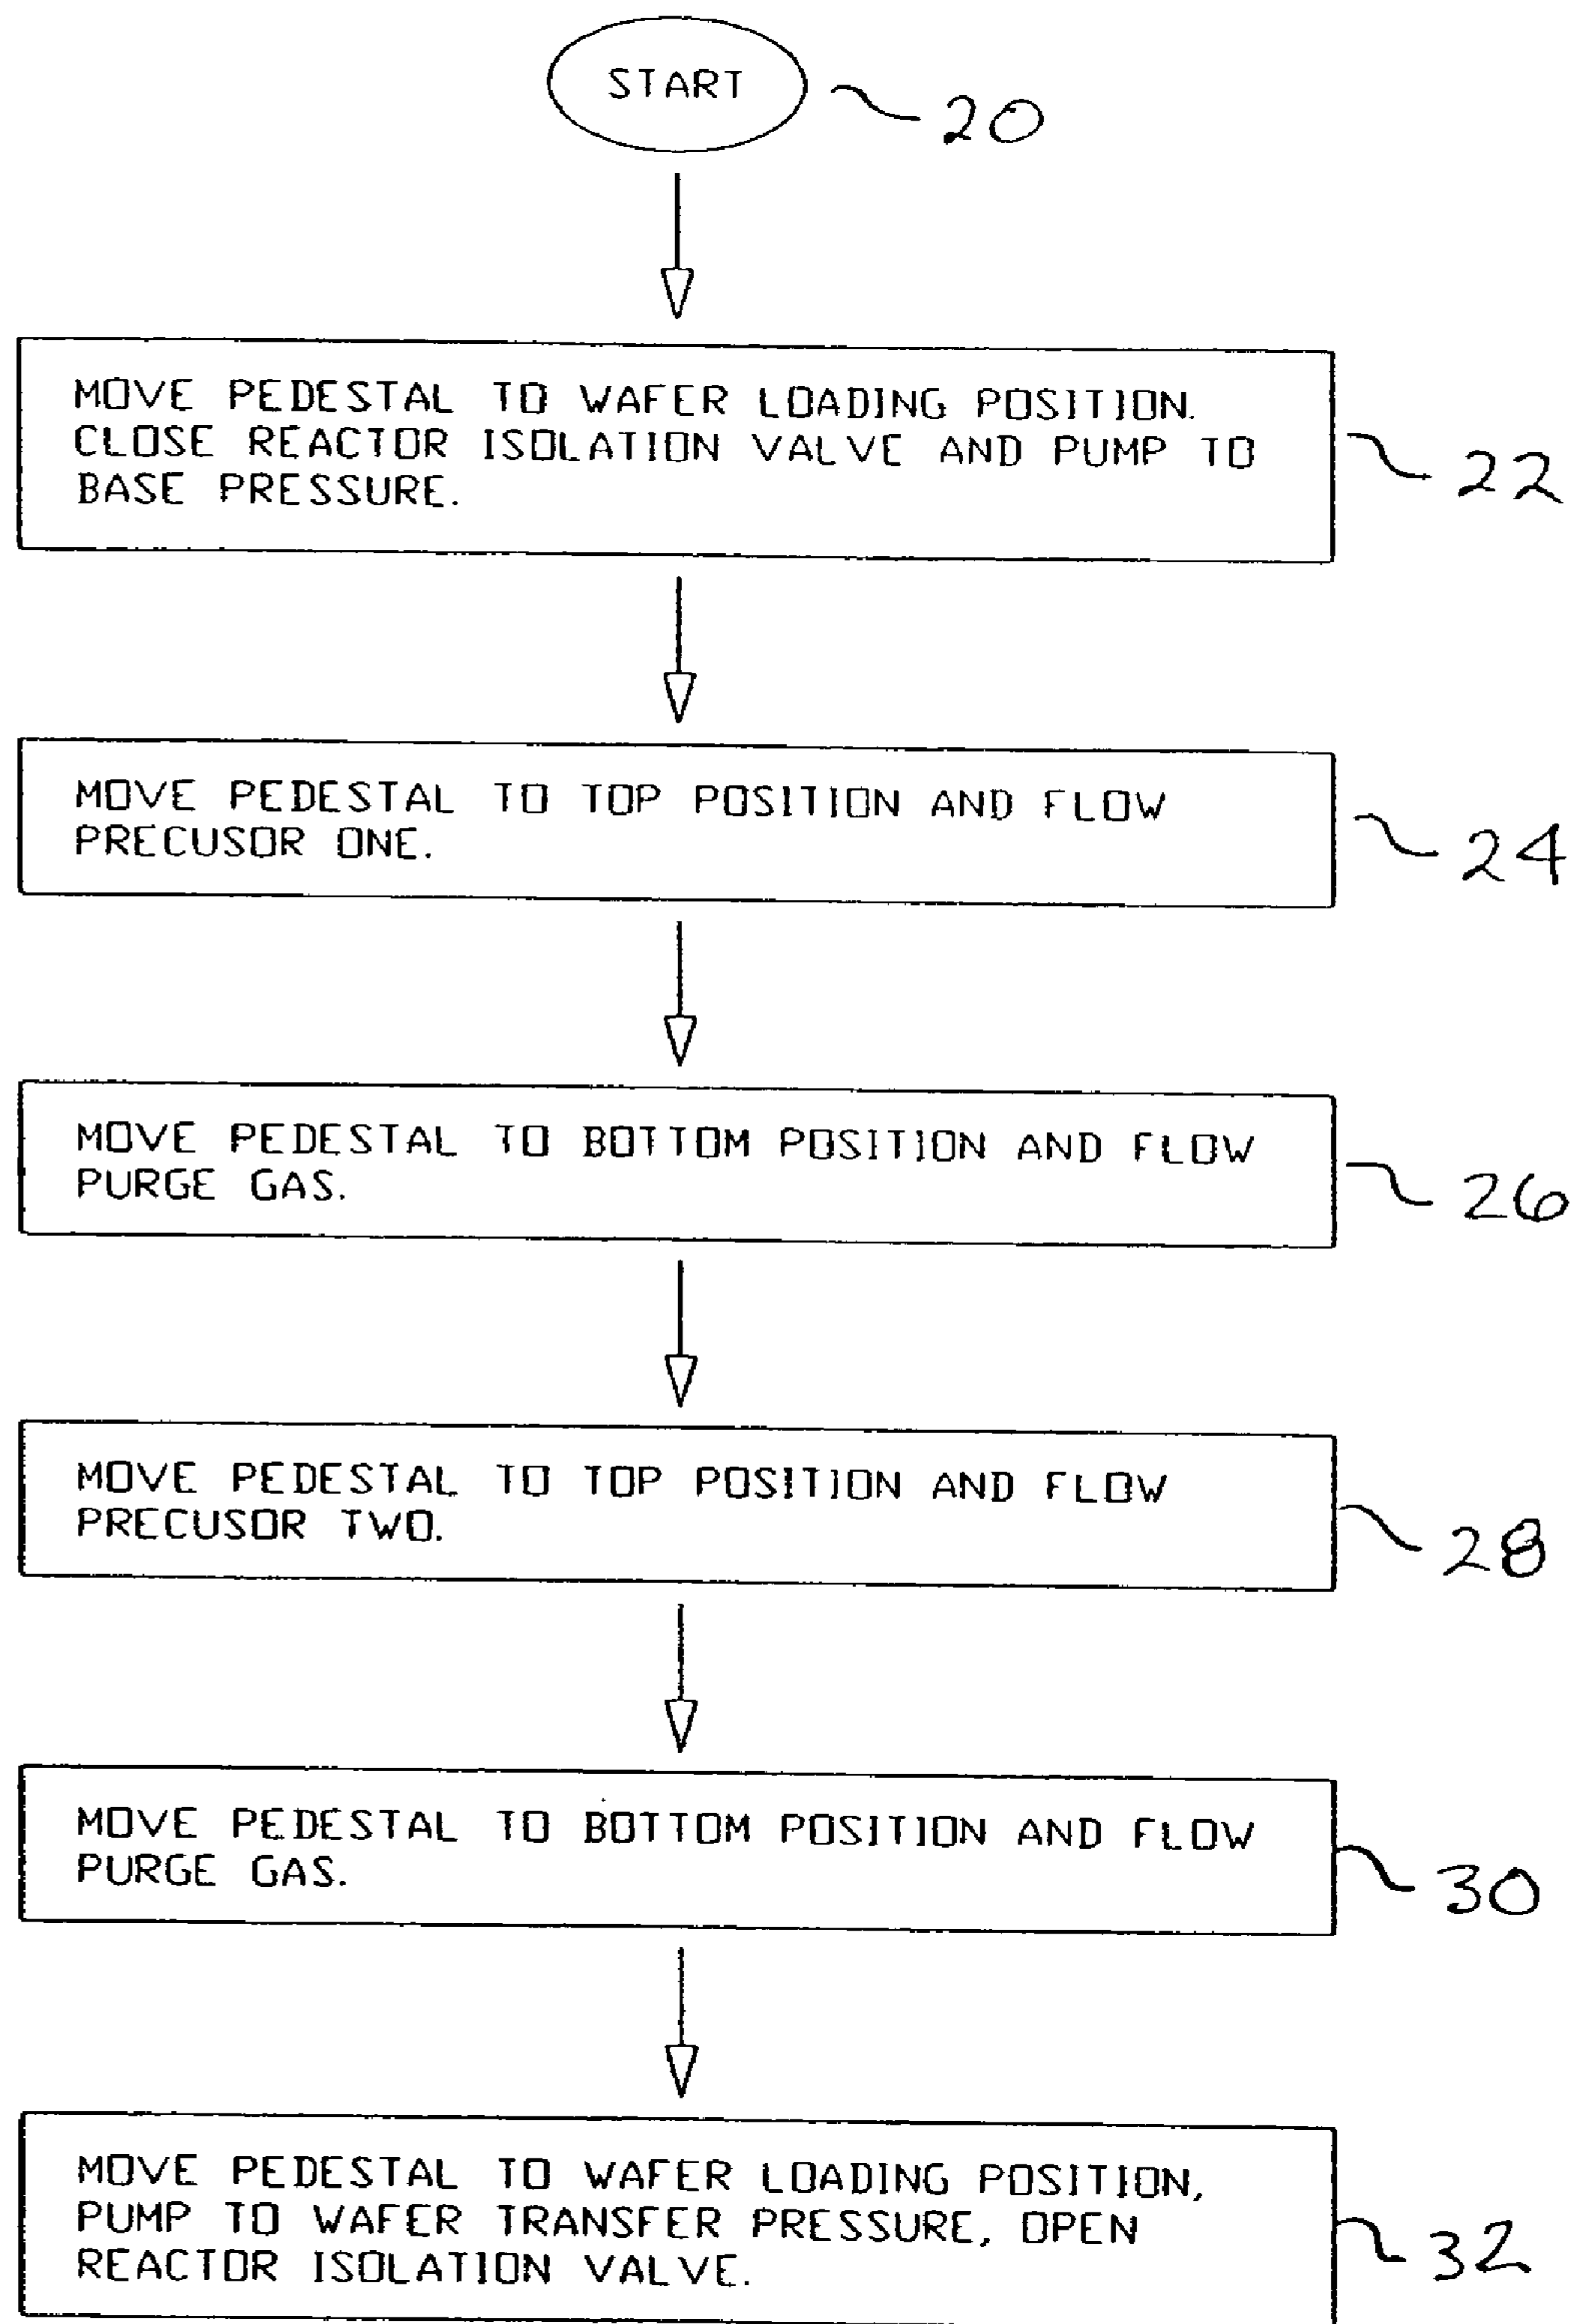 START
20
MOVE PEDESTAL TO WAFER LOADING POSITION.
CLOSE REACTOR ISOLATION VALVE AND PUMP TO
BASE PRESSURE.
22
MOVE PEDESTAL TO TOP POSITION AND FLOW
PRECUSOR ONE.
24
MOVE PEDESTAL TO BOTTOM POSITION AND FLOW
PURGE GAS.
26
MOVE PEDESTAL TO TOP POSITION AND FLOW
PRECUSOR TWO.
28
MOVE PEDESTAL TO BOTTOM POSITION AND FLOW
PURGE GAS.
30
MOVE PEDESTAL TO WAFER LOADING POSITION,
PUMP TO WAFER TRANSFER PRESSURE, OPEN
REACTOR ISOLATION VALVE.
32